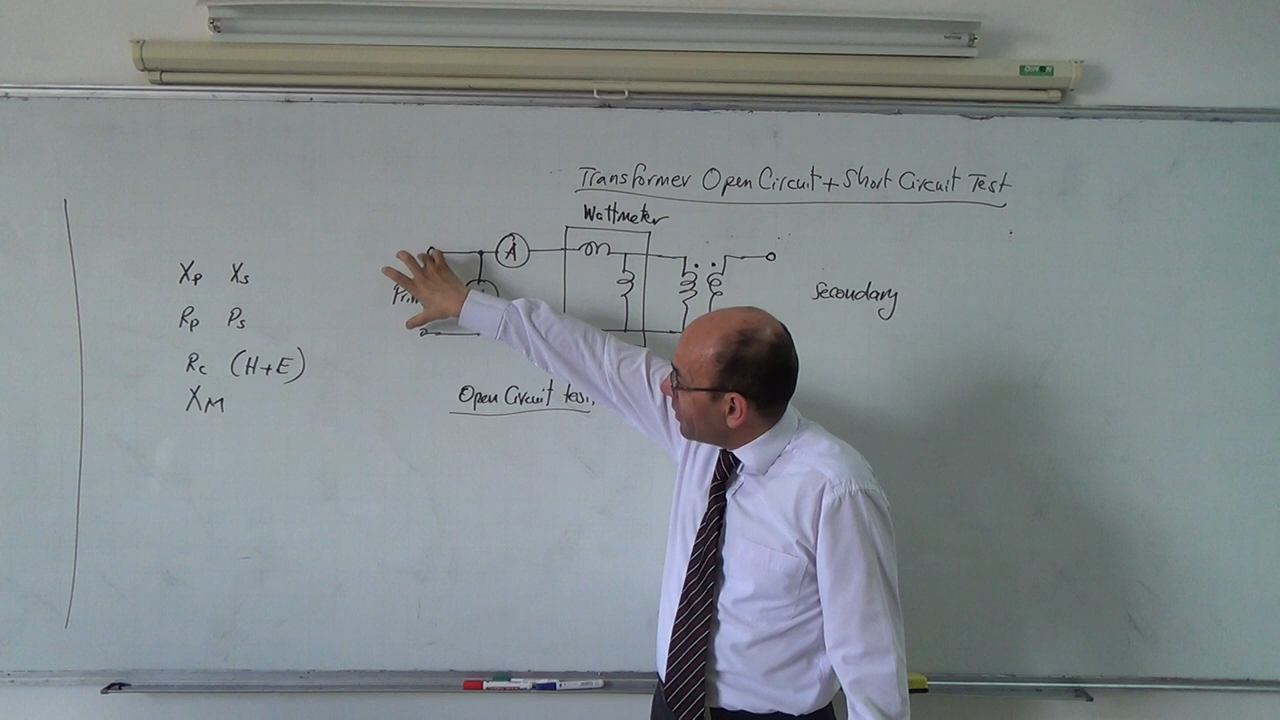 Transformer Open Circuit + Short Circuit Test
Wattmeter
A
Xp Xs
Secondary
Rp Ps
Rc (H+E)
XM
Open Circuit test.